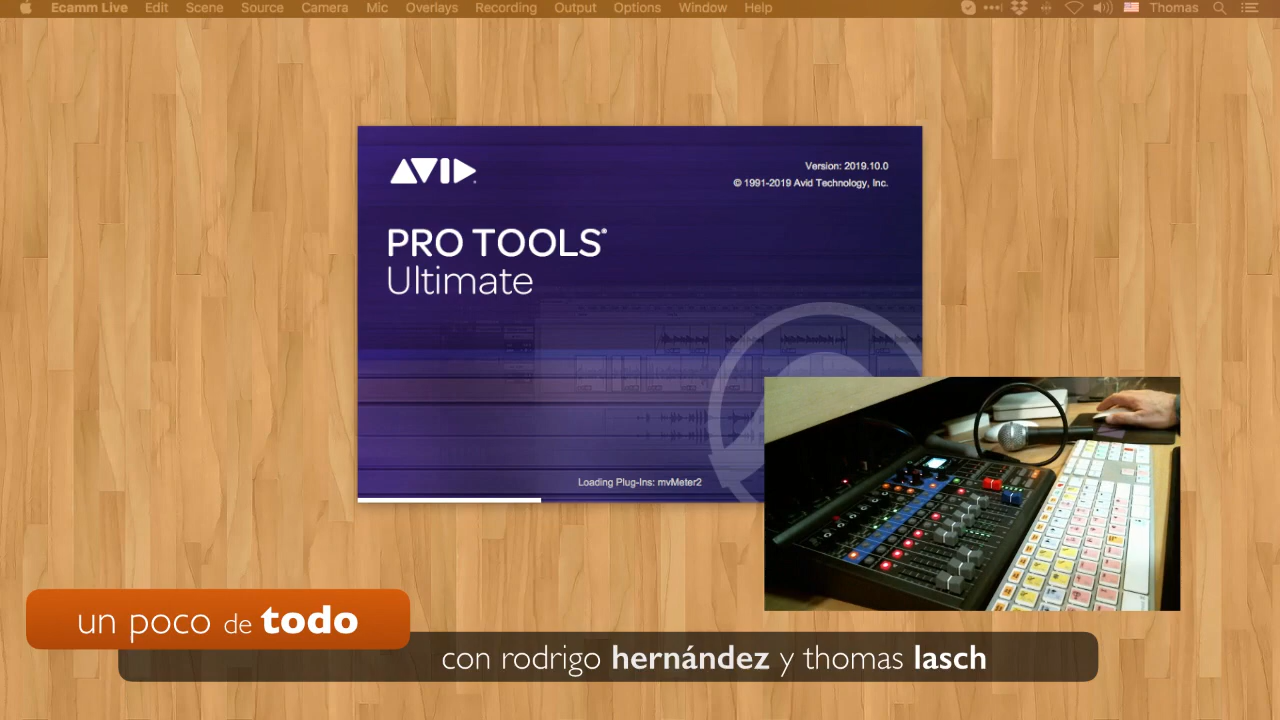 Ecamm Live Edit Scene Source Camera Mic Overlays Recording Output Options Window Help Thomas
AVID
Version: 2019.10.0
© 1991-2019 Avid Technology, Inc.
PRO TOOLS®
Ultimate
Loading Plug-Ins: mvMeter2
un poco de todo
con rodrigo hernández y thomas lasch